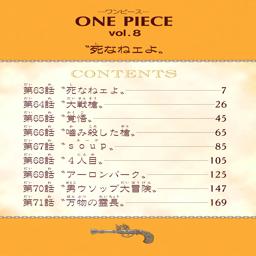 ワンピース
ONE PIECE
vol.8
〝死なねェよ。
CONTENTS
第63話 〝死なねェよ。 7
第64話 〝大戦槍。 26
第65話 〝覚悟。 45
第66話 〝噛み殺した槍。 65
第67話 〝soup。 85
第68話 〝4人目。 105
第69話 〝アーロンパーク。 125
第70話 〝男ウソップ大冒険。 147
第71話 〝万物の霊長。 169